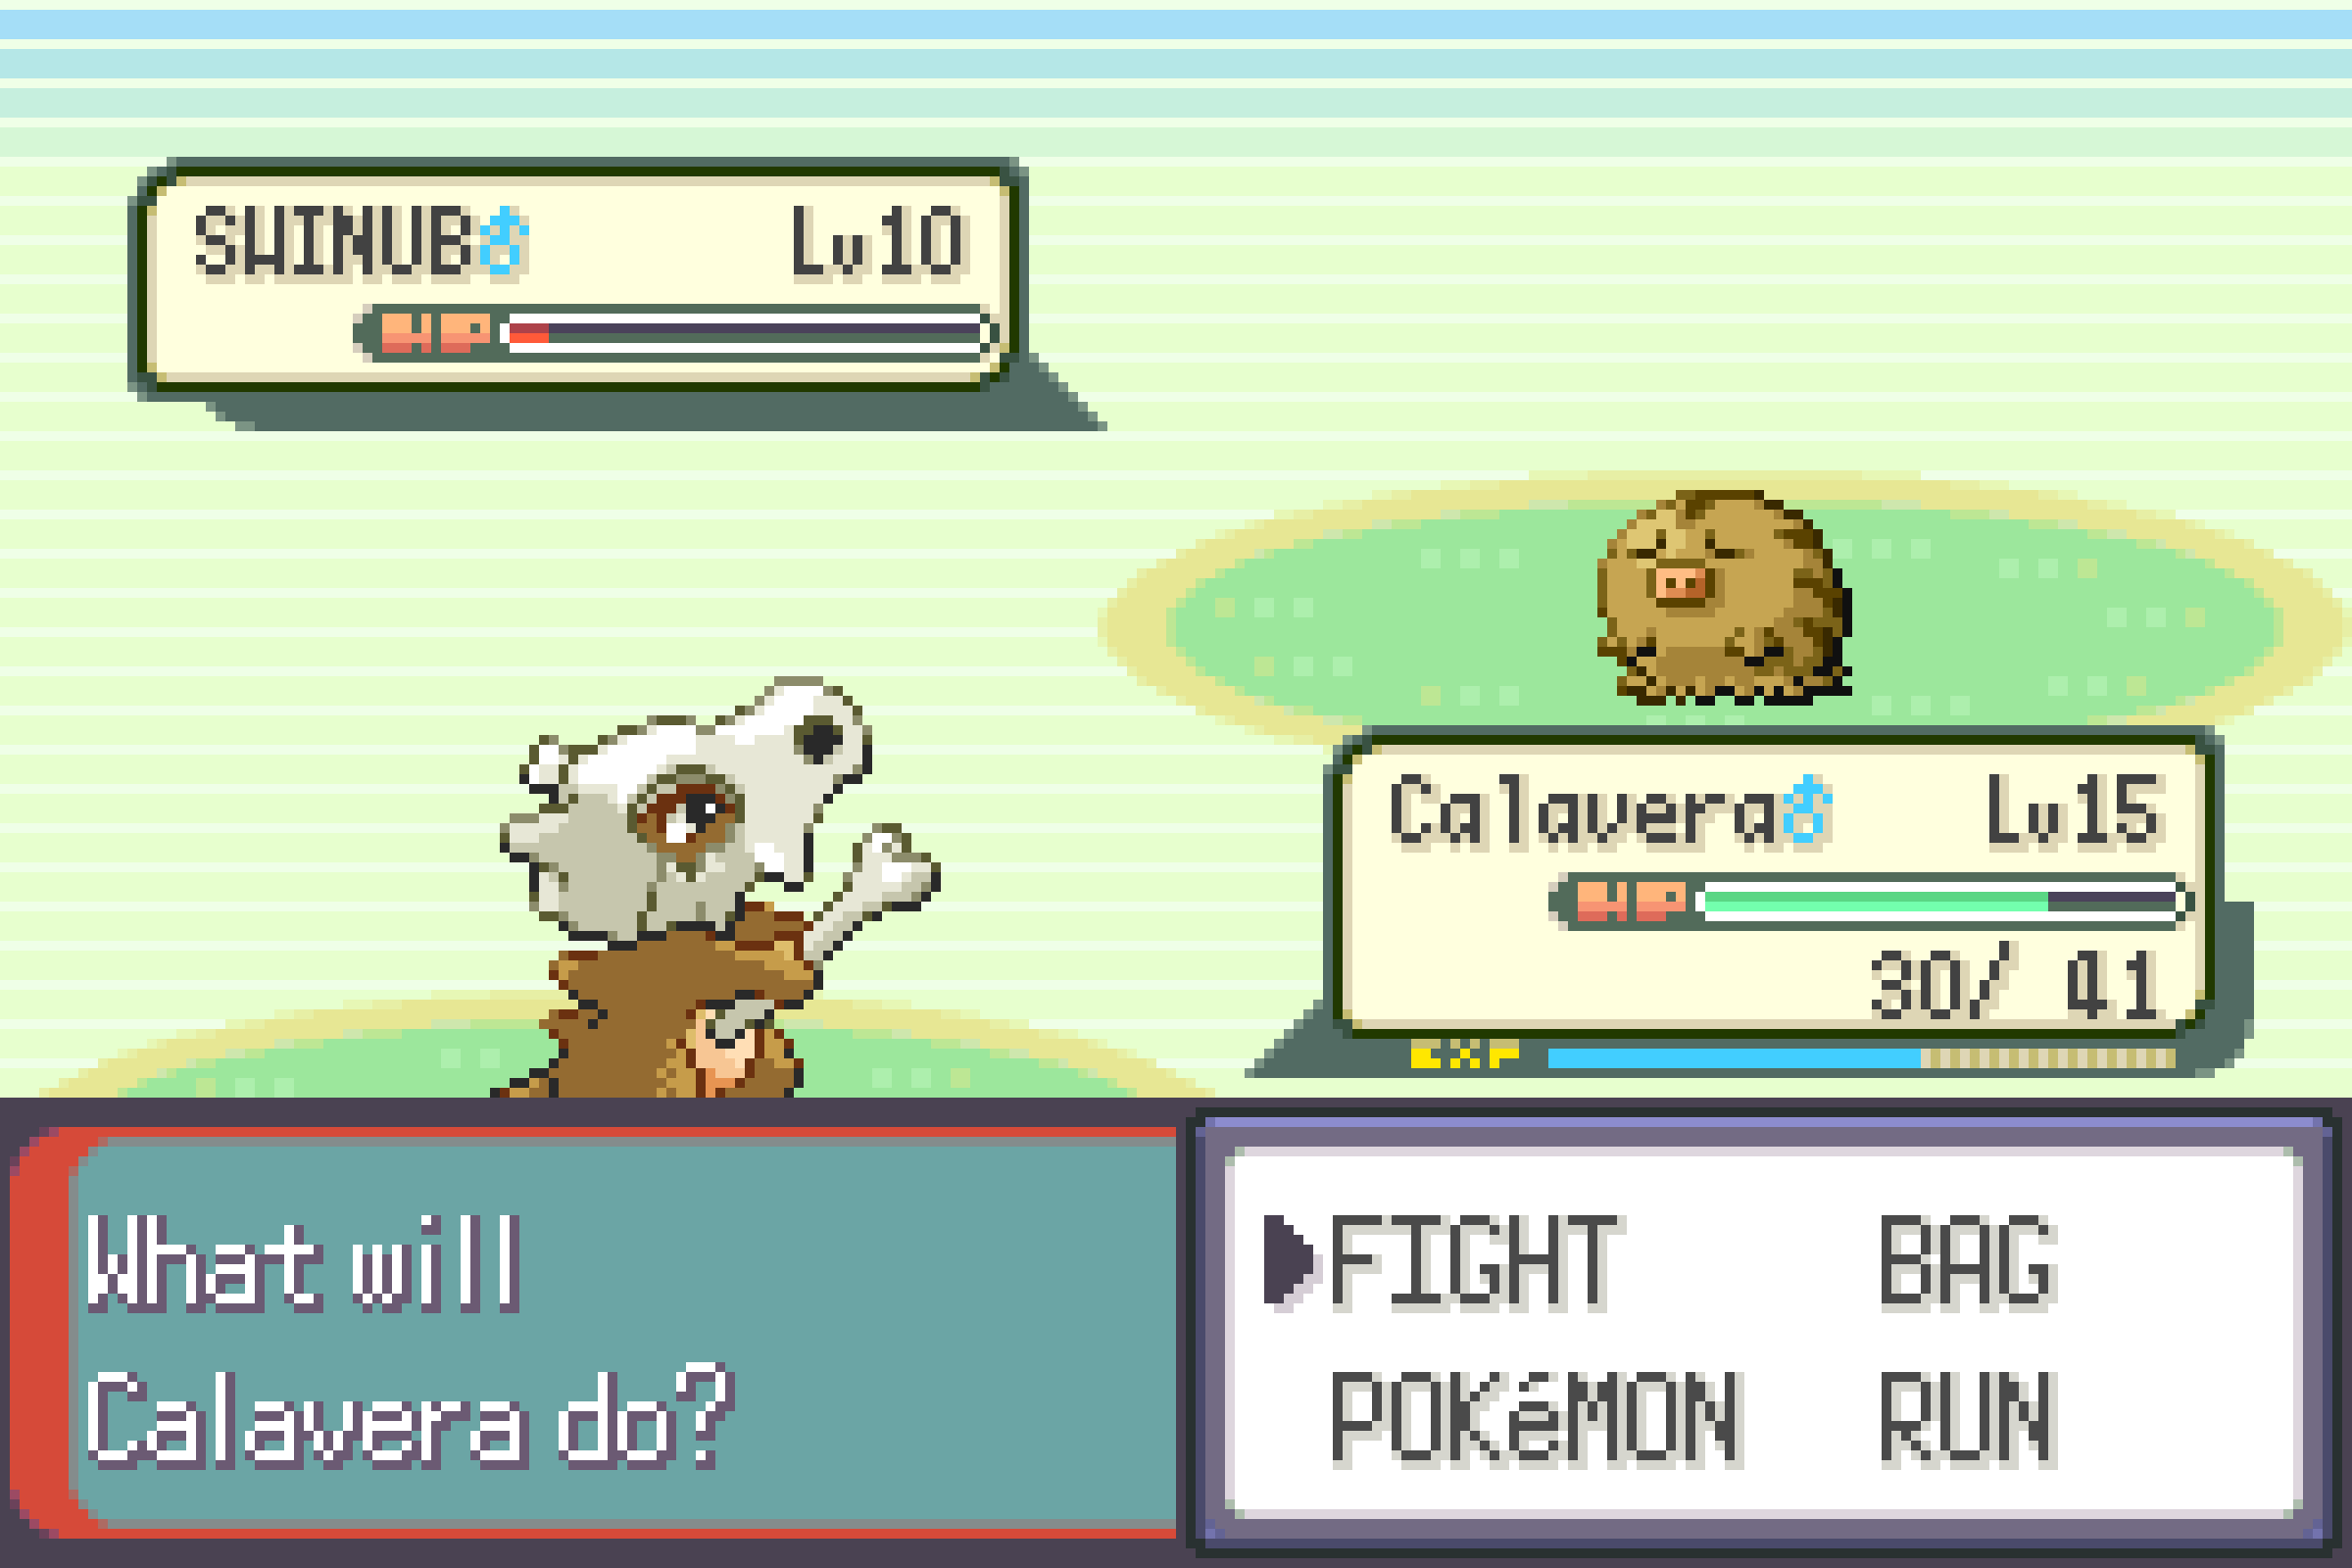 SWINUB♂ Lv10
HP
Calavera♂ Lv15
HP
30/ 41
EXP
What will
Calavera do?
▶FIGHT BAG
POKéMON RUN